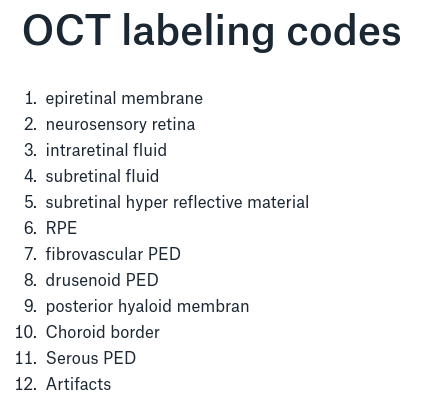 OCT labeling codes
1. epiretinal membrane
2. neurosensory retina
3. intraretinal fluid
4. subretinal fluid
5. subretinal hyper reflective material
6. RPE
7. fibrovascular PED
8. drusenoid PED
9. posterior hyaloid membran
10. Choroid border
11. Serous PED
12. Artifacts